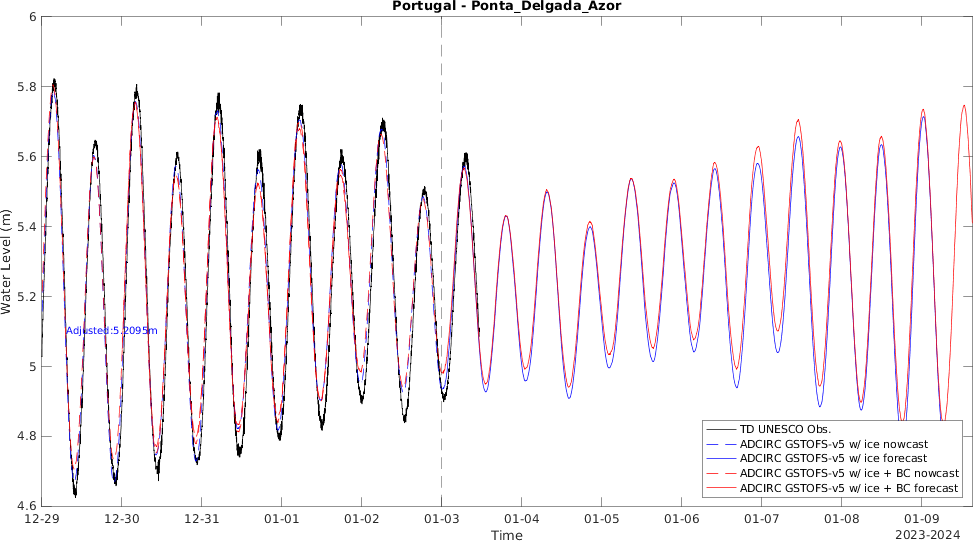 Portugal - Ponta_Delgada_Azor
6
5.8
5.6
5.4
5.2
5
4.8
4.6
Water Level (m)
Adjusted:5.2095m
TD UNESCO Obs.
ADCIRC GSTOFS-v5 w/ ice nowcast
ADCIRC GSTOFS-v5 w/ ice forecast
ADCIRC GSTOFS-v5 w/ ice + BC nowcast
ADCIRC GSTOFS-v5 w/ ice + BC forecast
12-29 12-30 12-31 01-01 01-02 01-03 01-04 01-05 01-06 01-07 01-08 01-09
Time
2023-2024